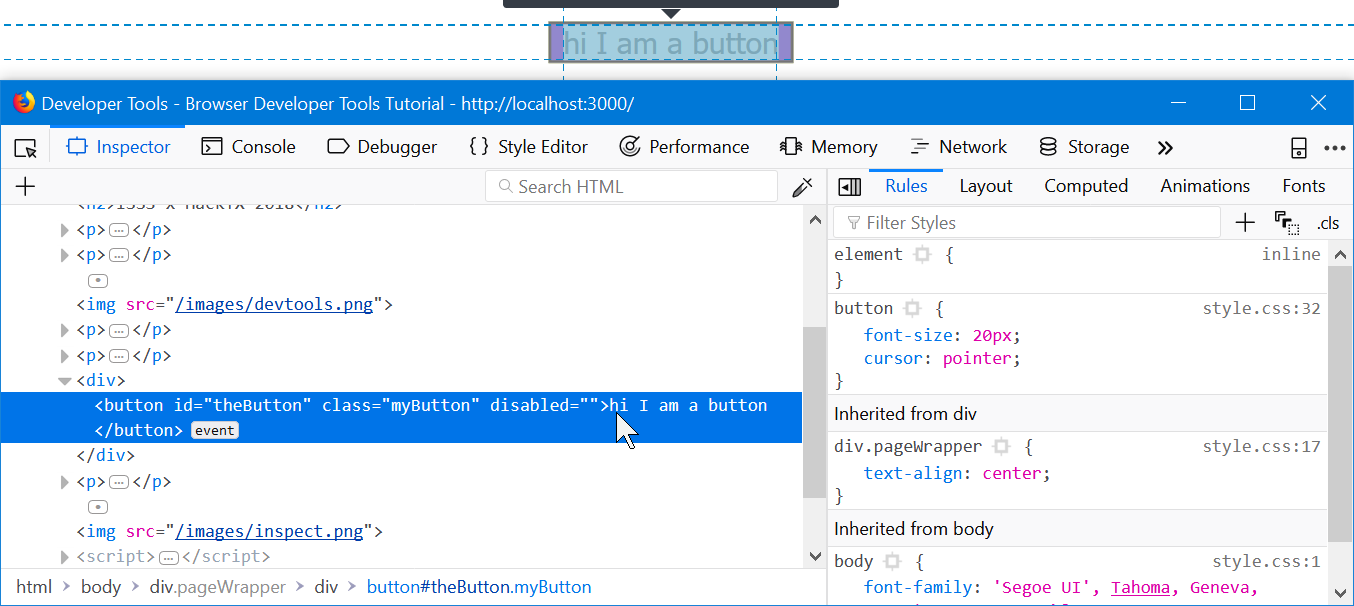 hi I am a button
Developer Tools - Browser Developer Tools Tutorial - http://localhost:3000/
Inspector Console Debugger {} Style Editor Performance Memory Network Storage »
+ Search HTML
<p>…</p>
<p>…</p>
<img src="/images/devtools.png">
<p>…</p>
<p>…</p>
<div>
<button id="theButton" class="myButton" disabled="">hi I am a button
</button> event
</div>
<p>…</p>
<img src="/images/inspect.png">
<script>…</script>
html > body > div.pageWrapper > div > button#theButton.myButton
Rules Layout Computed Animations Fonts
Filter Styles + .cls
element { inline
}
button { style.css:32
font-size: 20px;
cursor: pointer;
}
Inherited from div
div.pageWrapper { style.css:17
text-align: center;
}
Inherited from body
body { style.css:1
font-family: 'Segoe UI', Tahoma, Geneva,